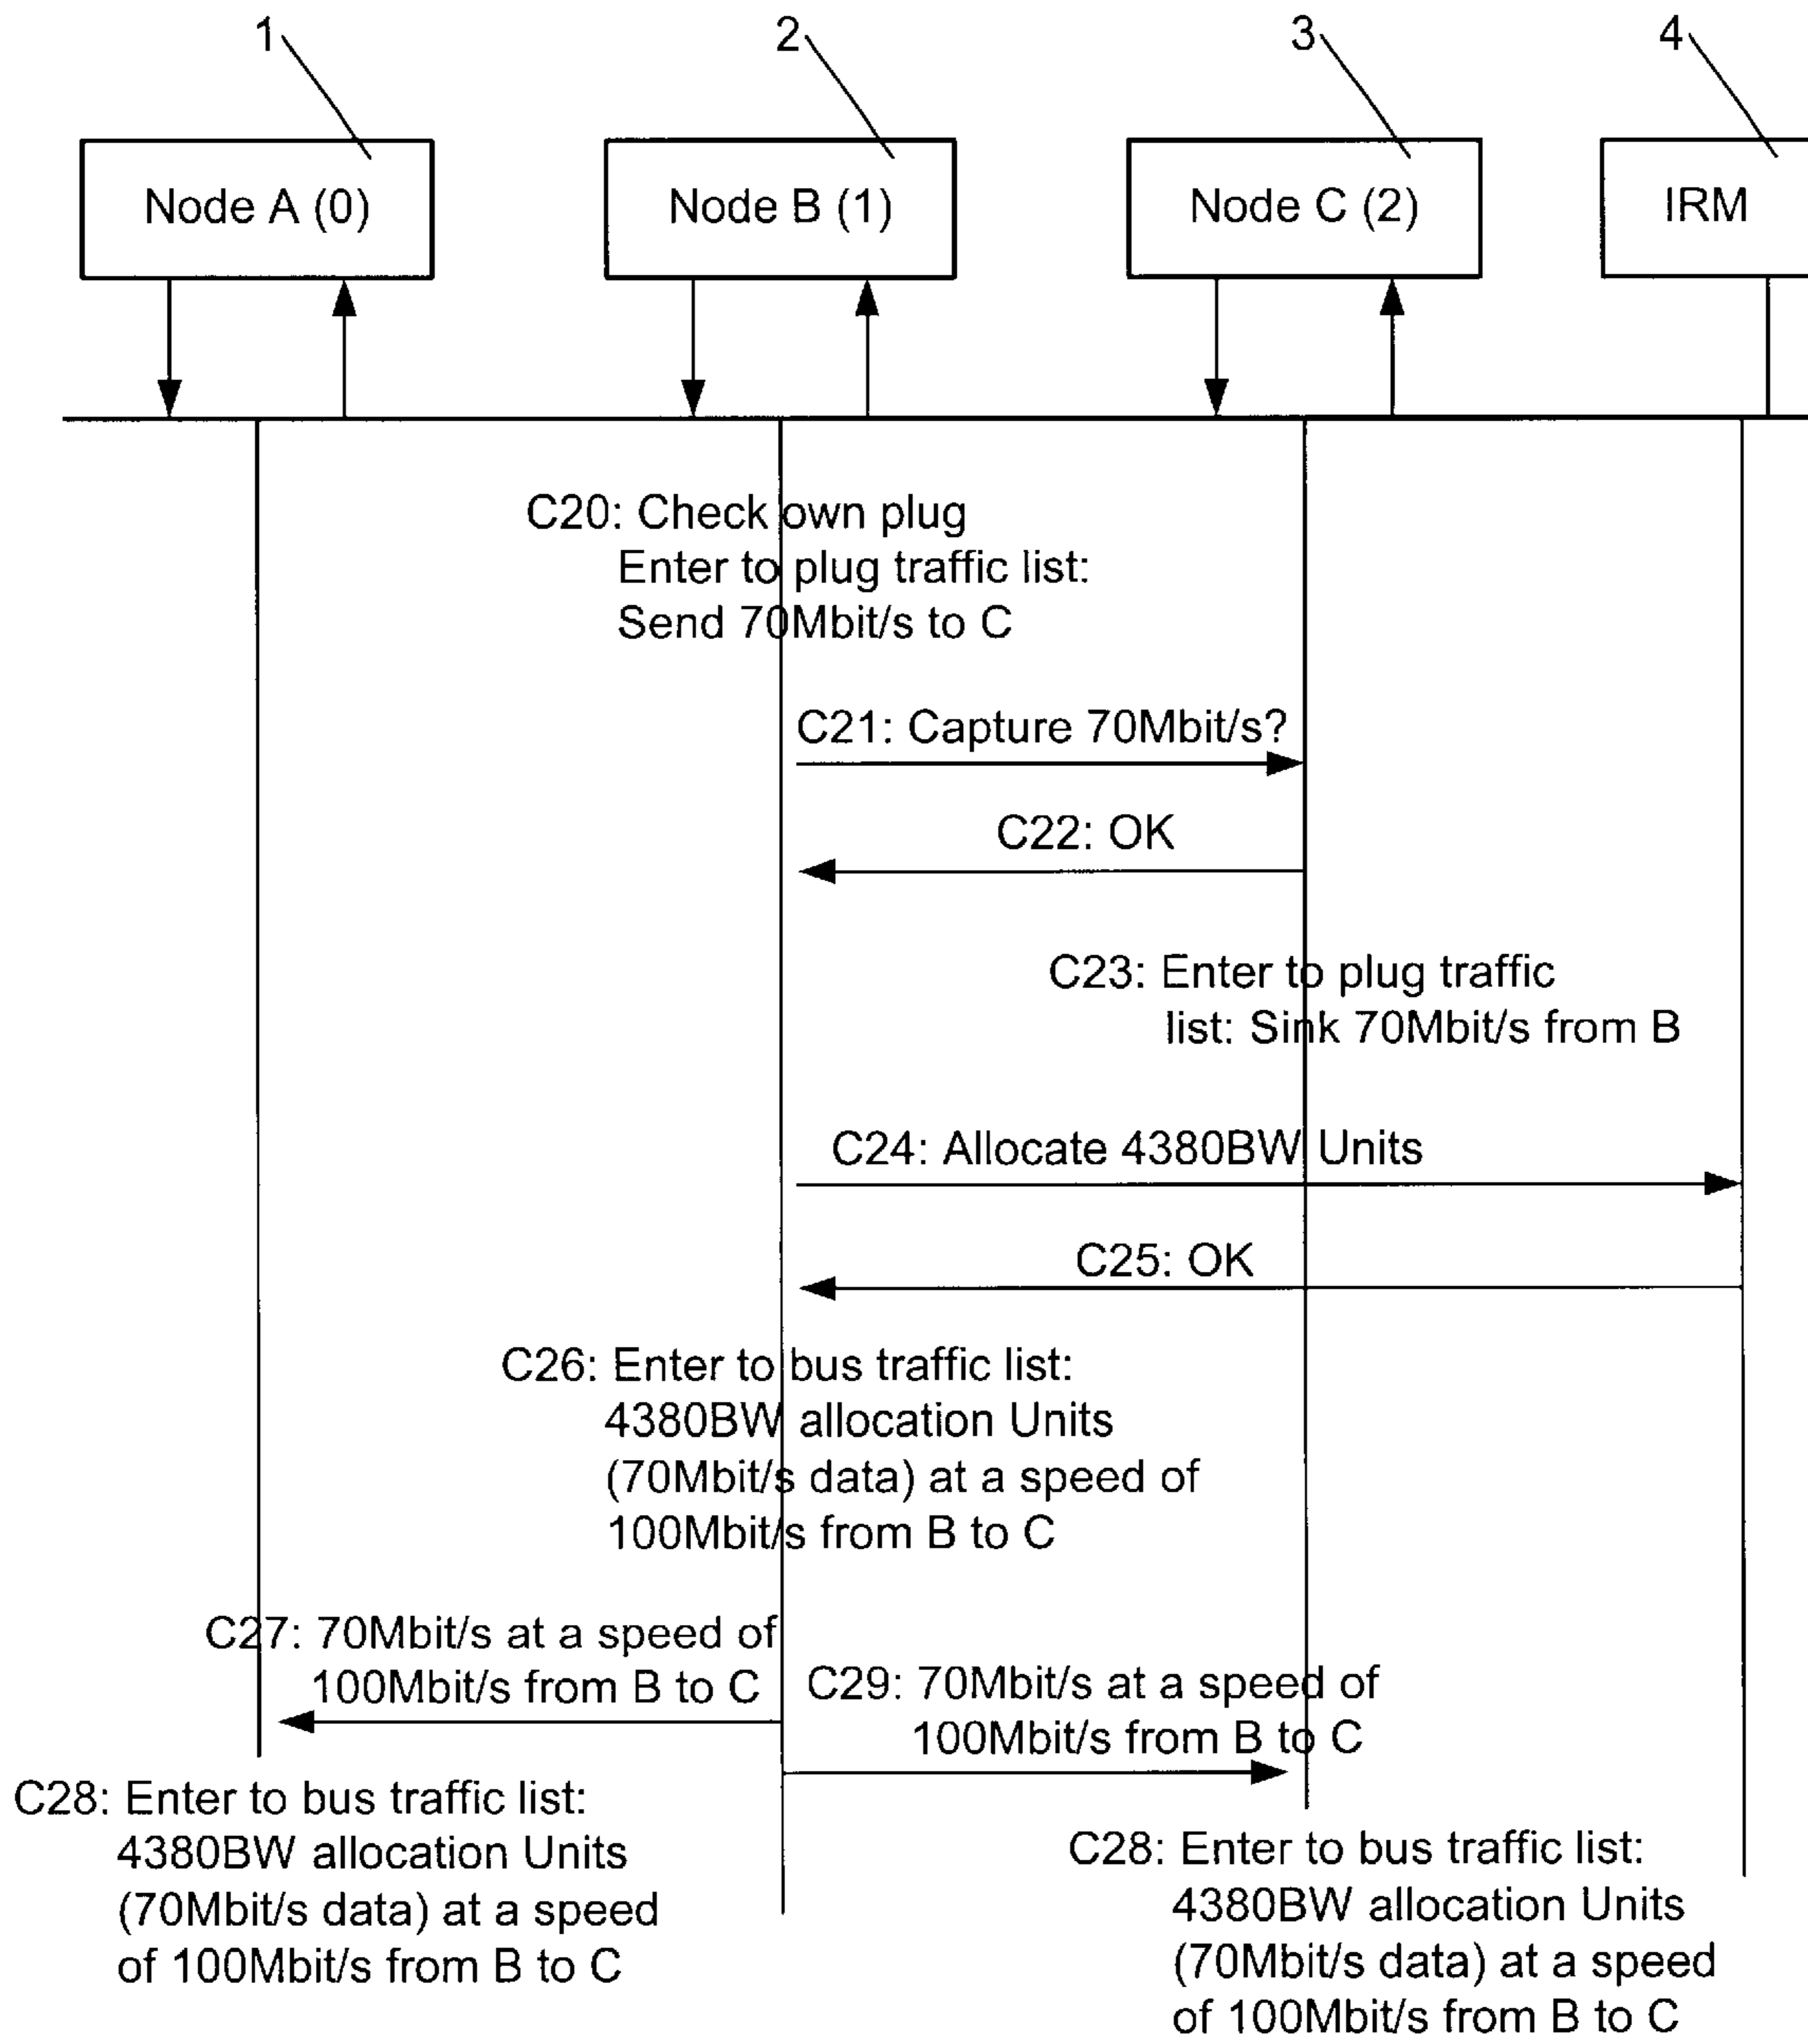 1
2
3
4
Node A (0)
Node B (1)
Node C (2)
IRM
C20: Check own plug
Enter to plug traffic list:
Send 70Mbit/s to C
C21: Capture 70Mbit/s?
C22: OK
C23: Enter to plug traffic
list: Sink 70Mbit/s from B
C24: Allocate 4380BW Units
C25: OK
C26: Enter to bus traffic list:
4380BW allocation Units
(70Mbit/s data) at a speed of
100Mbit/s from B to C
C27: 70Mbit/s at a speed of
100Mbit/s from B to C
C29: 70Mbit/s at a speed of
100Mbit/s from B to C
C28: Enter to bus traffic list:
4380BW allocation Units
(70Mbit/s data) at a speed
of 100Mbit/s from B to C
C28: Enter to bus traffic list:
4380BW allocation Units
(70Mbit/s data) at a speed
of 100Mbit/s from B to C